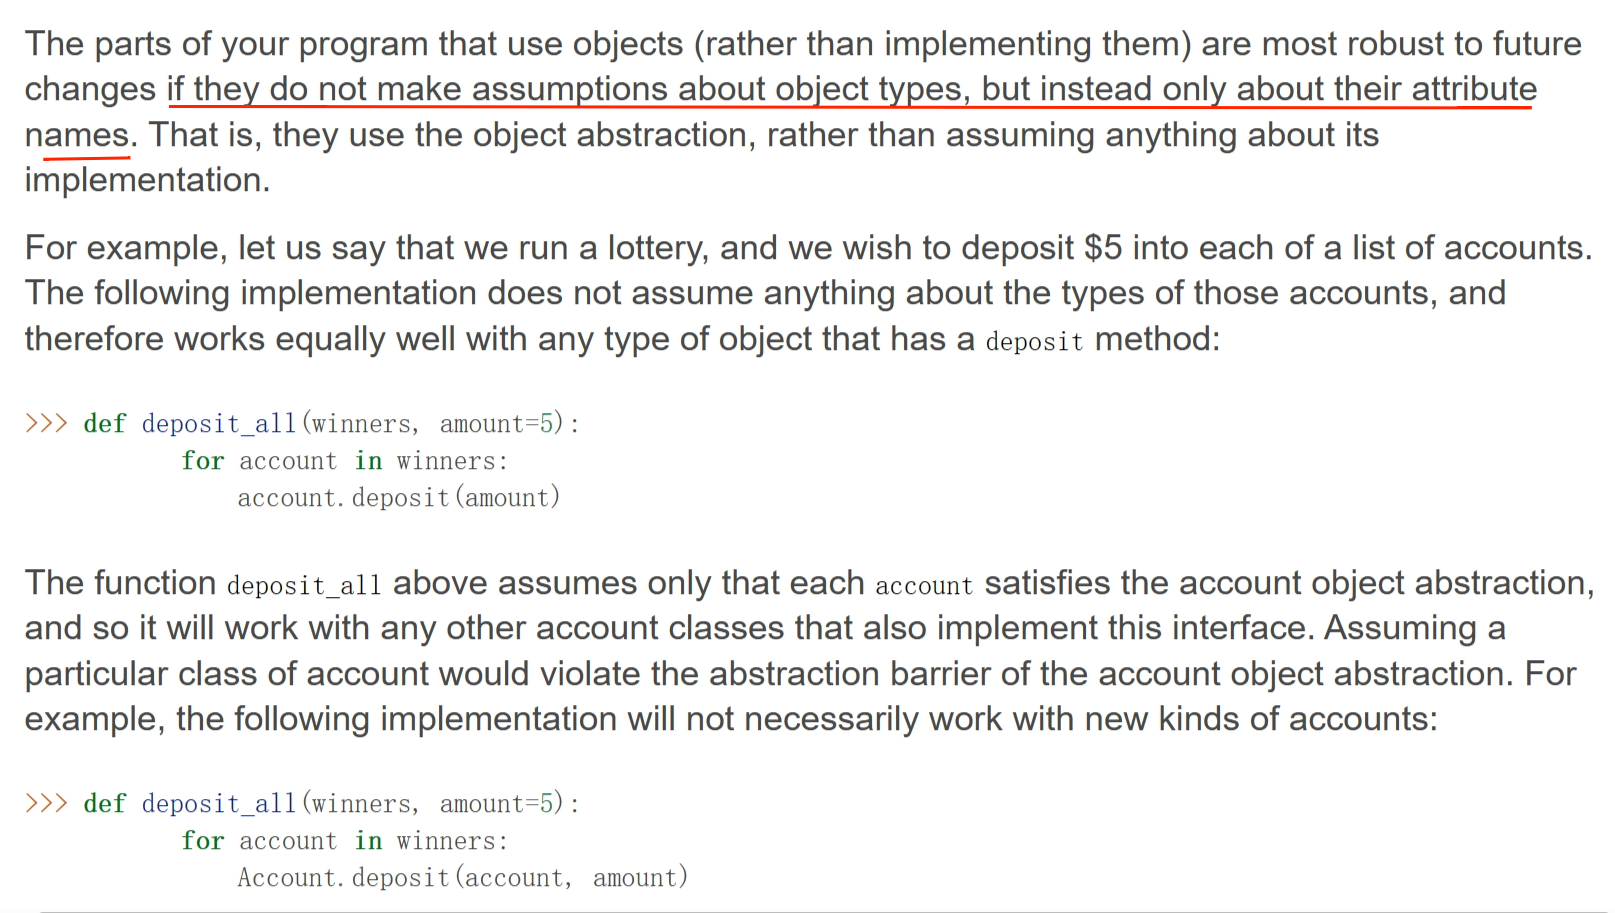 The parts of your program that use objects (rather than implementing them) are most robust to future
changes if they do not make assumptions about object types, but instead only about their attribute
names. That is, they use the object abstraction, rather than assuming anything about its
implementation.
For example, let us say that we run a lottery, and we wish to deposit $5 into each of a list of accounts.
The following implementation does not assume anything about the types of those accounts, and
therefore works equally well with any type of object that has a deposit method:
>>> def deposit_all(winners, amount=5):
        for account in winners:
            account.deposit(amount)
The function deposit_all above assumes only that each account satisfies the account object abstraction,
and so it will work with any other account classes that also implement this interface. Assuming a
particular class of account would violate the abstraction barrier of the account object abstraction. For
example, the following implementation will not necessarily work with new kinds of accounts:
>>> def deposit_all(winners, amount=5):
        for account in winners:
            Account.deposit(account, amount)